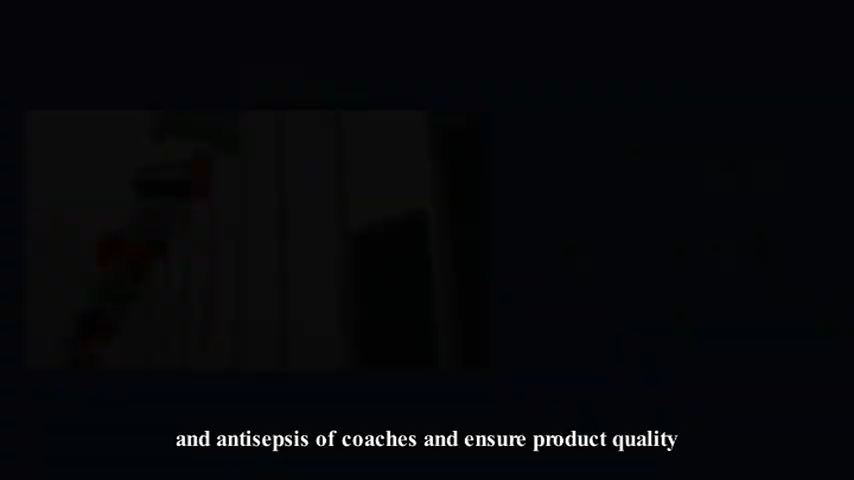 and antisepsis of coaches and ensure product quality